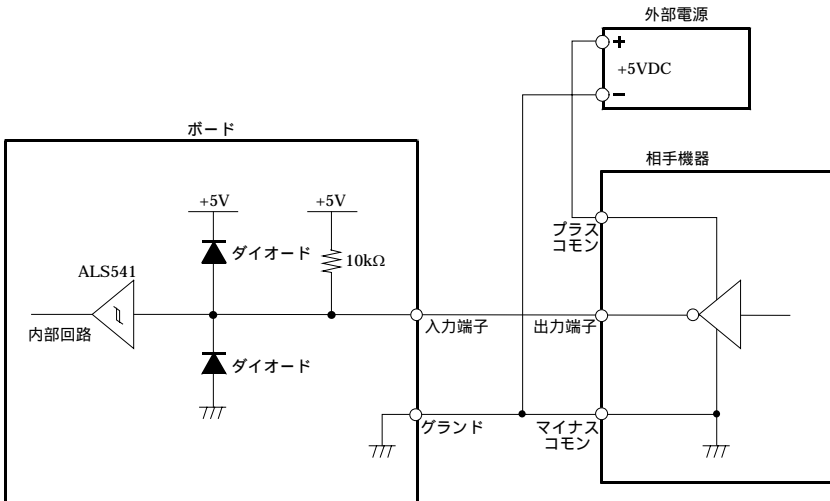 外部電源
+
+5VDC
-
ボード
相手機器
+5V
+5V
プラス
コモン
ダイオード
10kΩ
ALS541
内部回路
入力端子
出力端子
ダイオード
グランド
マイナス
コモン